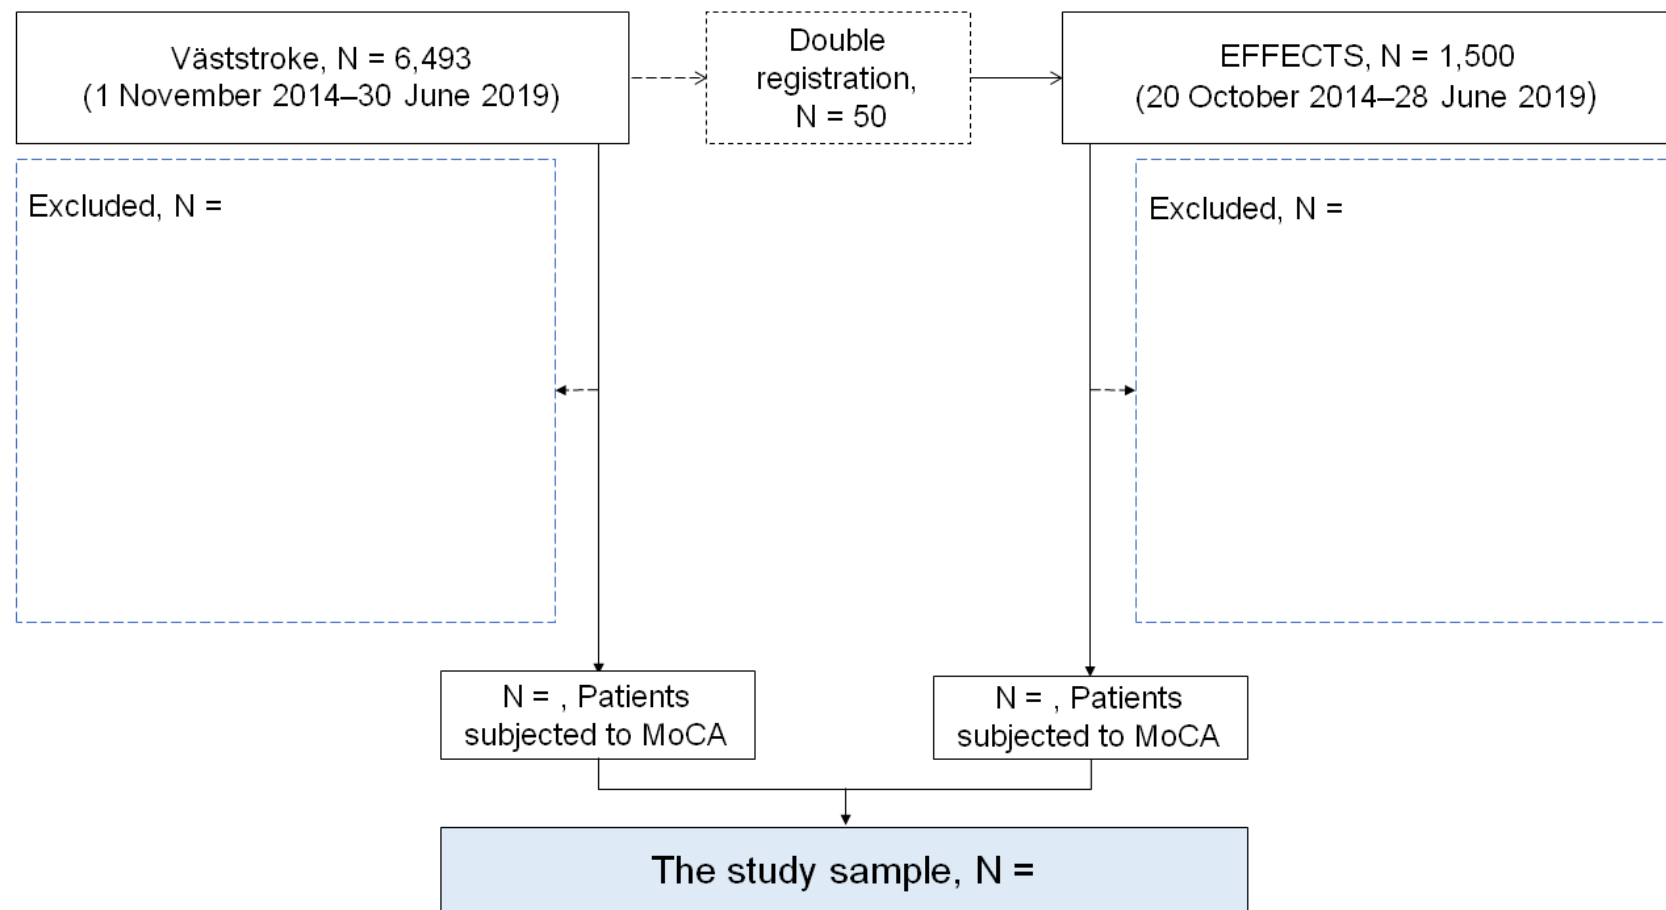 Väststroke, N = 6,493
(1 November 2014–30 June 2019)
Double
registration,
N = 50
EFFECTS, N = 1,500
(20 October 2014–28 June 2019)
Excluded, N =
Excluded, N =
N = , Patients
subjected to MoCA
N = , Patients
subjected to MoCA
The study sample, N =